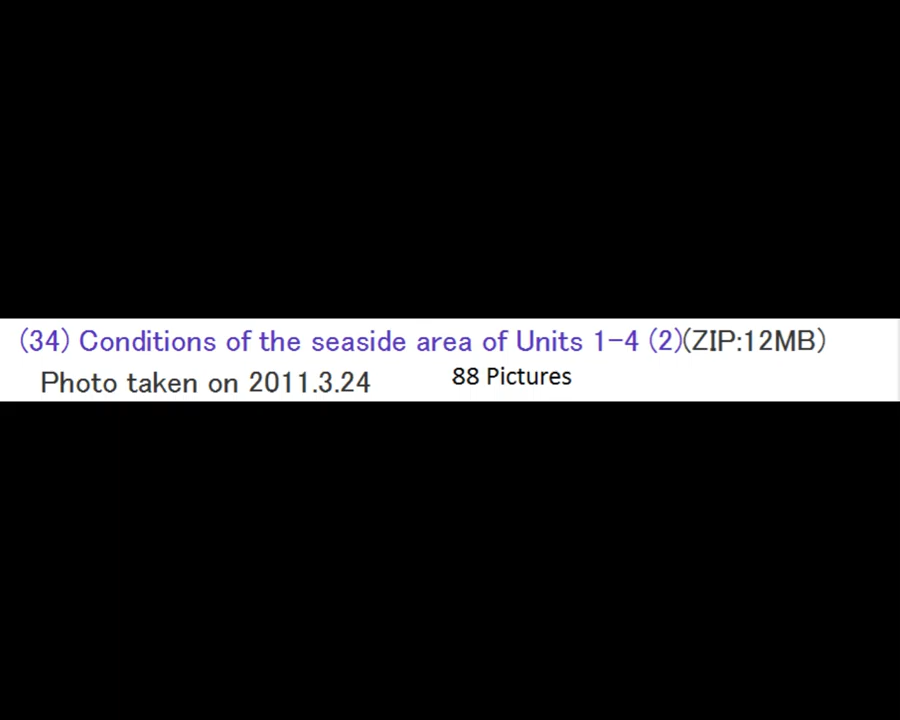 (34) Conditions of the seaside area of Units 1-4 (2)(ZIP:12MB)
Photo taken on 2011.3.24 88 Pictures